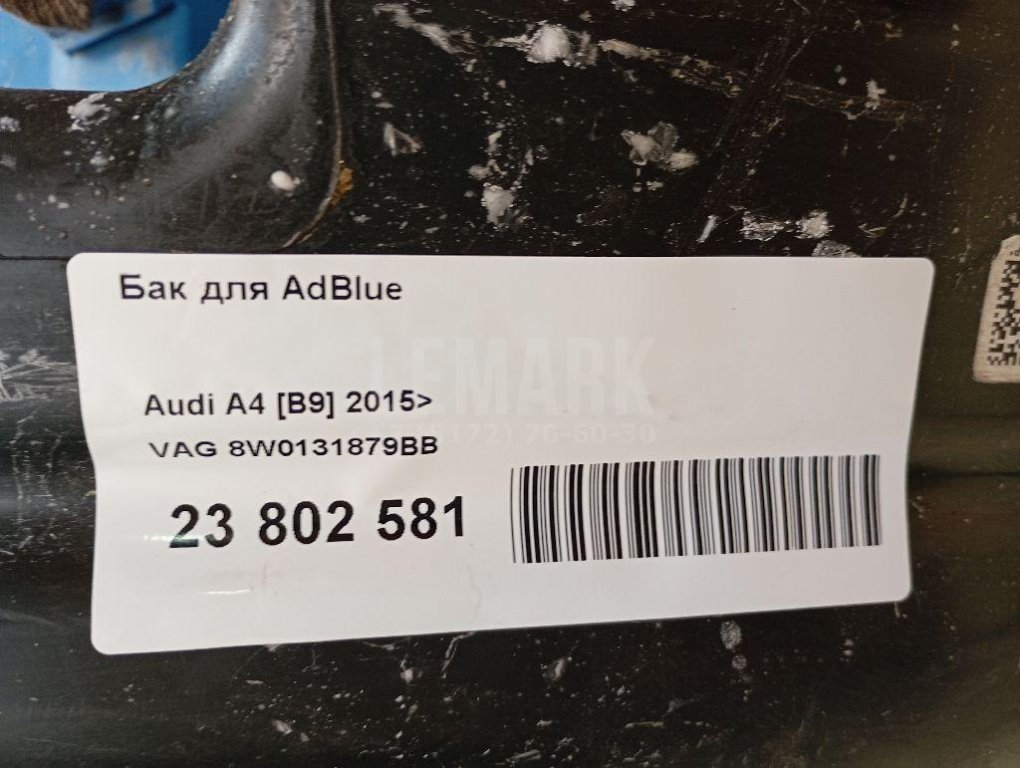 Бак для AdBlue
LEMARK
Audi A4 [B9] 2015>
VAG 8W0131879BB
23 802 581